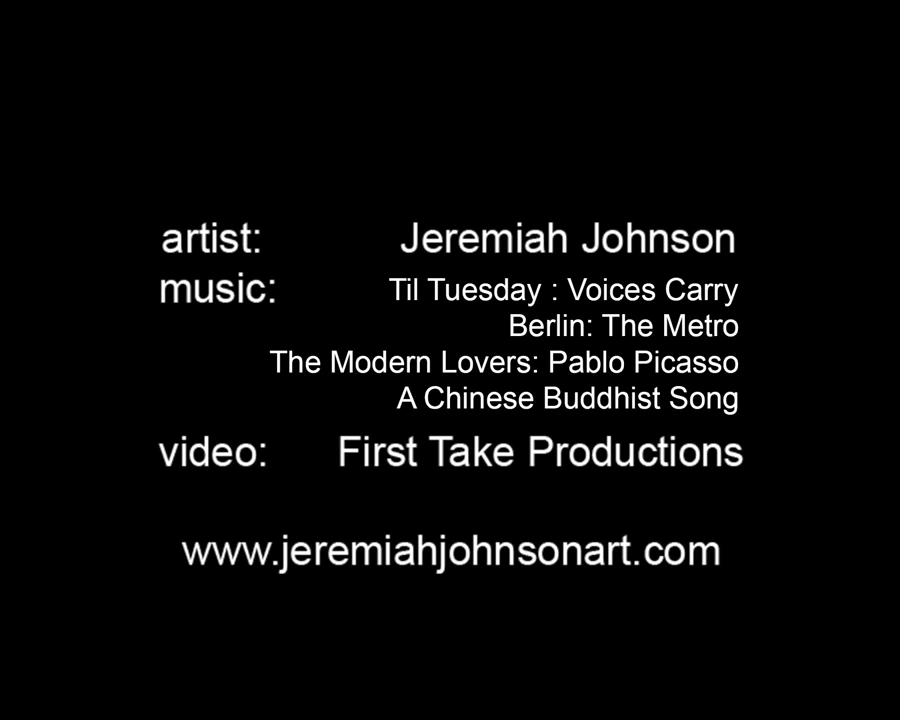 artist: Jeremiah Johnson
music: Til Tuesday : Voices Carry
Berlin: The Metro
The Modern Lovers: Pablo Picasso
A Chinese Buddhist Song
video: First Take Productions
www.jeremiahjohnsonart.com